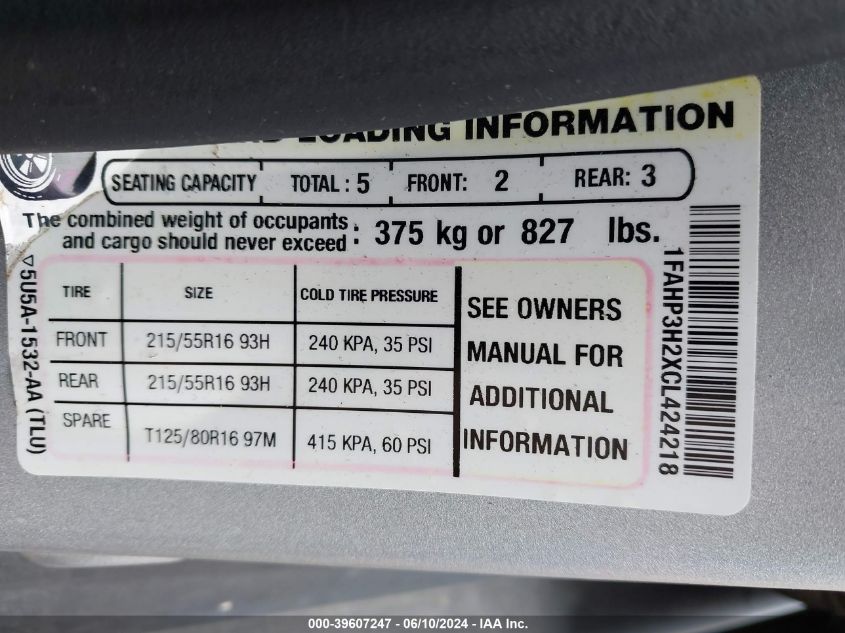 LOADING INFORMATION
SEATING CAPACITY TOTAL : 5 FRONT: 2 REAR: 3
The combined weight of occupants
and cargo should never exceed : 375 kg or 827 lbs.
TIRE SIZE COLD TIRE PRESSURE
FRONT 215/55R16 93H 240 KPA, 35 PSI
REAR 215/55R16 93H 240 KPA, 35 PSI
SPARE T125/80R16 97M 415 KPA, 60 PSI
SEE OWNERS
MANUAL FOR
ADDITIONAL
INFORMATION
▽5U5A-1532-AA (TLU)
1FAHP3H2XCL424218
000-39607247 - 06/10/2024 - IAA Inc.